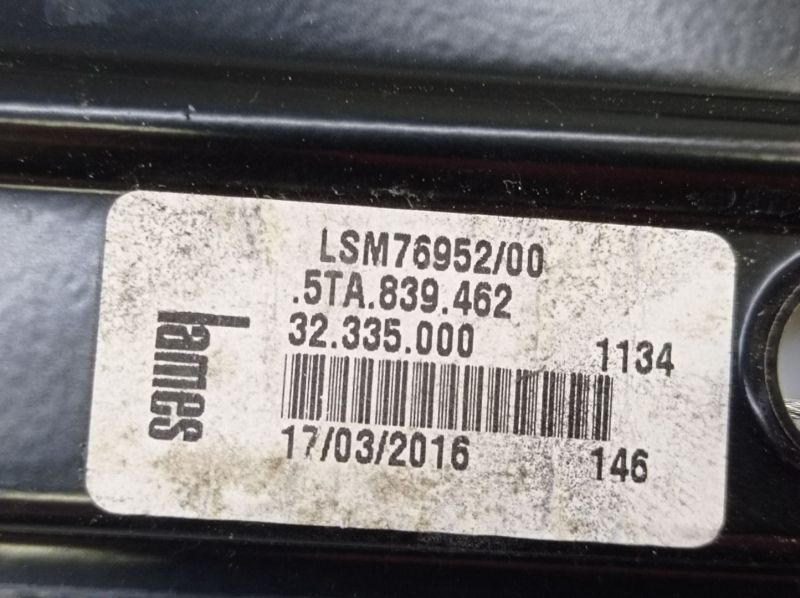 LSM76952/00
.5TA.839.462
32.335.000
1134
lames
17/03/2016
146